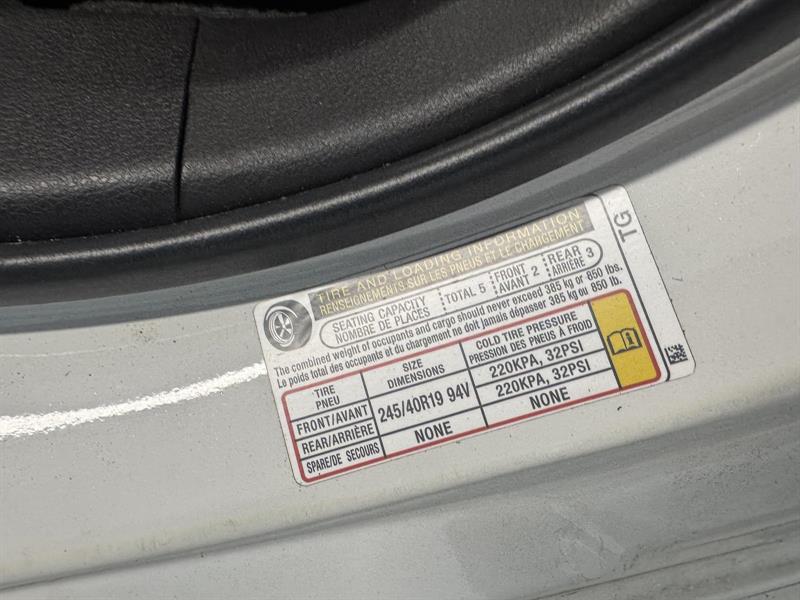 TIRE AND LOADING INFORMATION
RENSEIGNEMENTS SUR LES PNEUS ET LE CHARGEMENT
SEATING CAPACITY
NOMBRE DE PLACES
TOTAL 5
FRONT
AVANT 2
REAR
ARRIÈRE 3
The combined weight of occupants and cargo should never exceed 385 kg or 850 lbs.
Le poids total des occupants et du chargement ne doit jamais dépasser 385 kg ou 850 lb.
TIRE
PNEU
SIZE
DIMENSIONS
COLD TIRE PRESSURE
PRESSION DES PNEUS À FROID
FRONT/AVANT
245/40R19 94V
220KPA, 32PSI
REAR/ARRIÈRE
220KPA, 32PSI
SPARE/DE SECOURS
NONE
NONE
TG